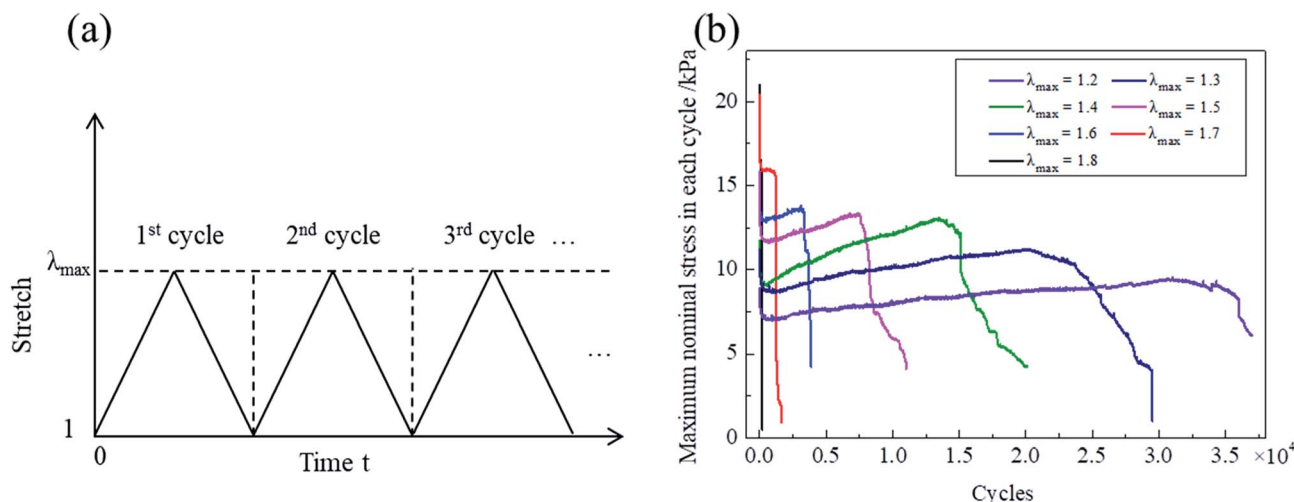 (a)
1st cycle 2nd cycle 3rd cycle ...
λmax
Stretch
...
1
0
Time t
(b)
Maximum nominal stress in each cycle /kPa
20
15
10
5
0
λmax = 1.2 λmax = 1.3
λmax = 1.4 λmax = 1.5
λmax = 1.6 λmax = 1.7
λmax = 1.8
0.0 0.5 1.0 1.5 2.0 2.5 3.0 3.5 ×10⁴
Cycles